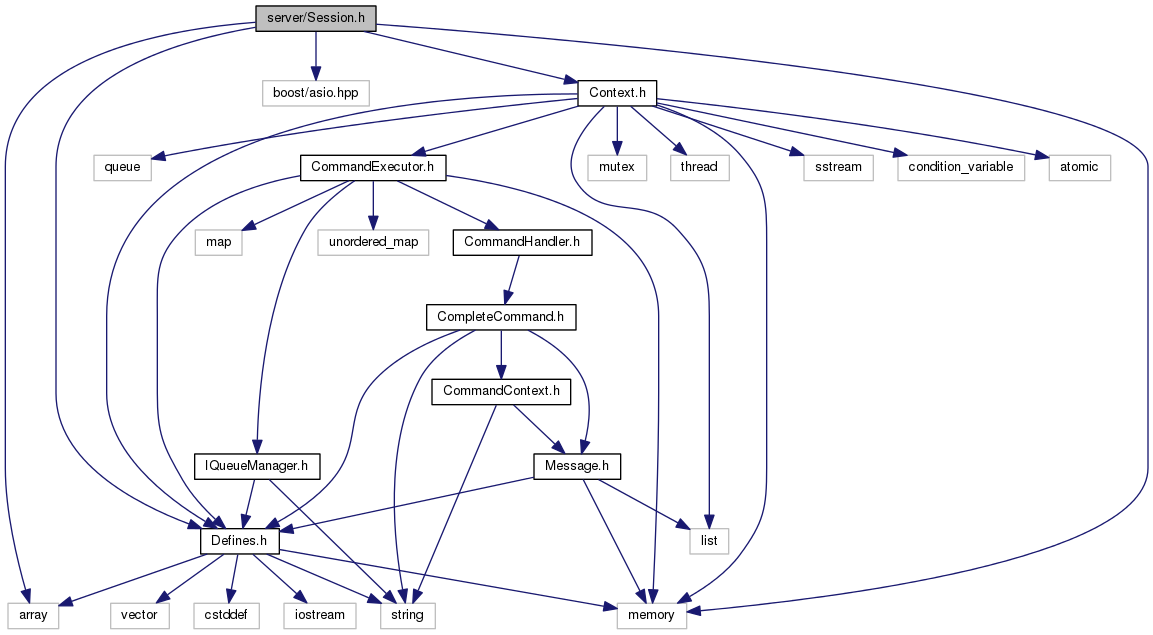 server/Session.h
boost/asio.hpp
Context.h
queue
CommandExecutor.h
mutex
thread
sstream
condition_variable
atomic
map
unordered_map
CommandHandler.h
CompleteCommand.h
CommandContext.h
IQueueManager.h
Message.h
Defines.h
list
array
vector
cstddef
iostream
string
memory